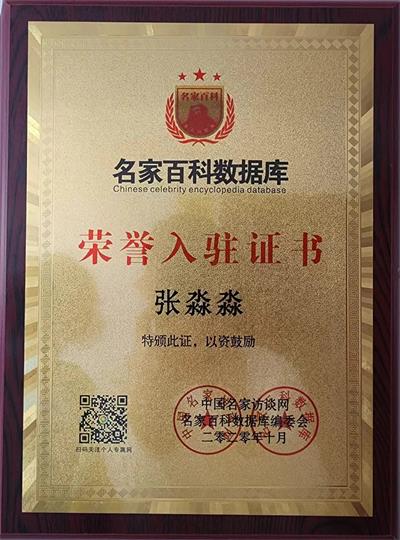 名家百科
名家百科数据库
Chinese celebrity encyclopedia database
荣誉入驻证书
张淼淼
特颁此证，以资鼓励
中国名家访谈网
名家百科数据库编委会
二〇二〇年十月
扫码关注个人专属网